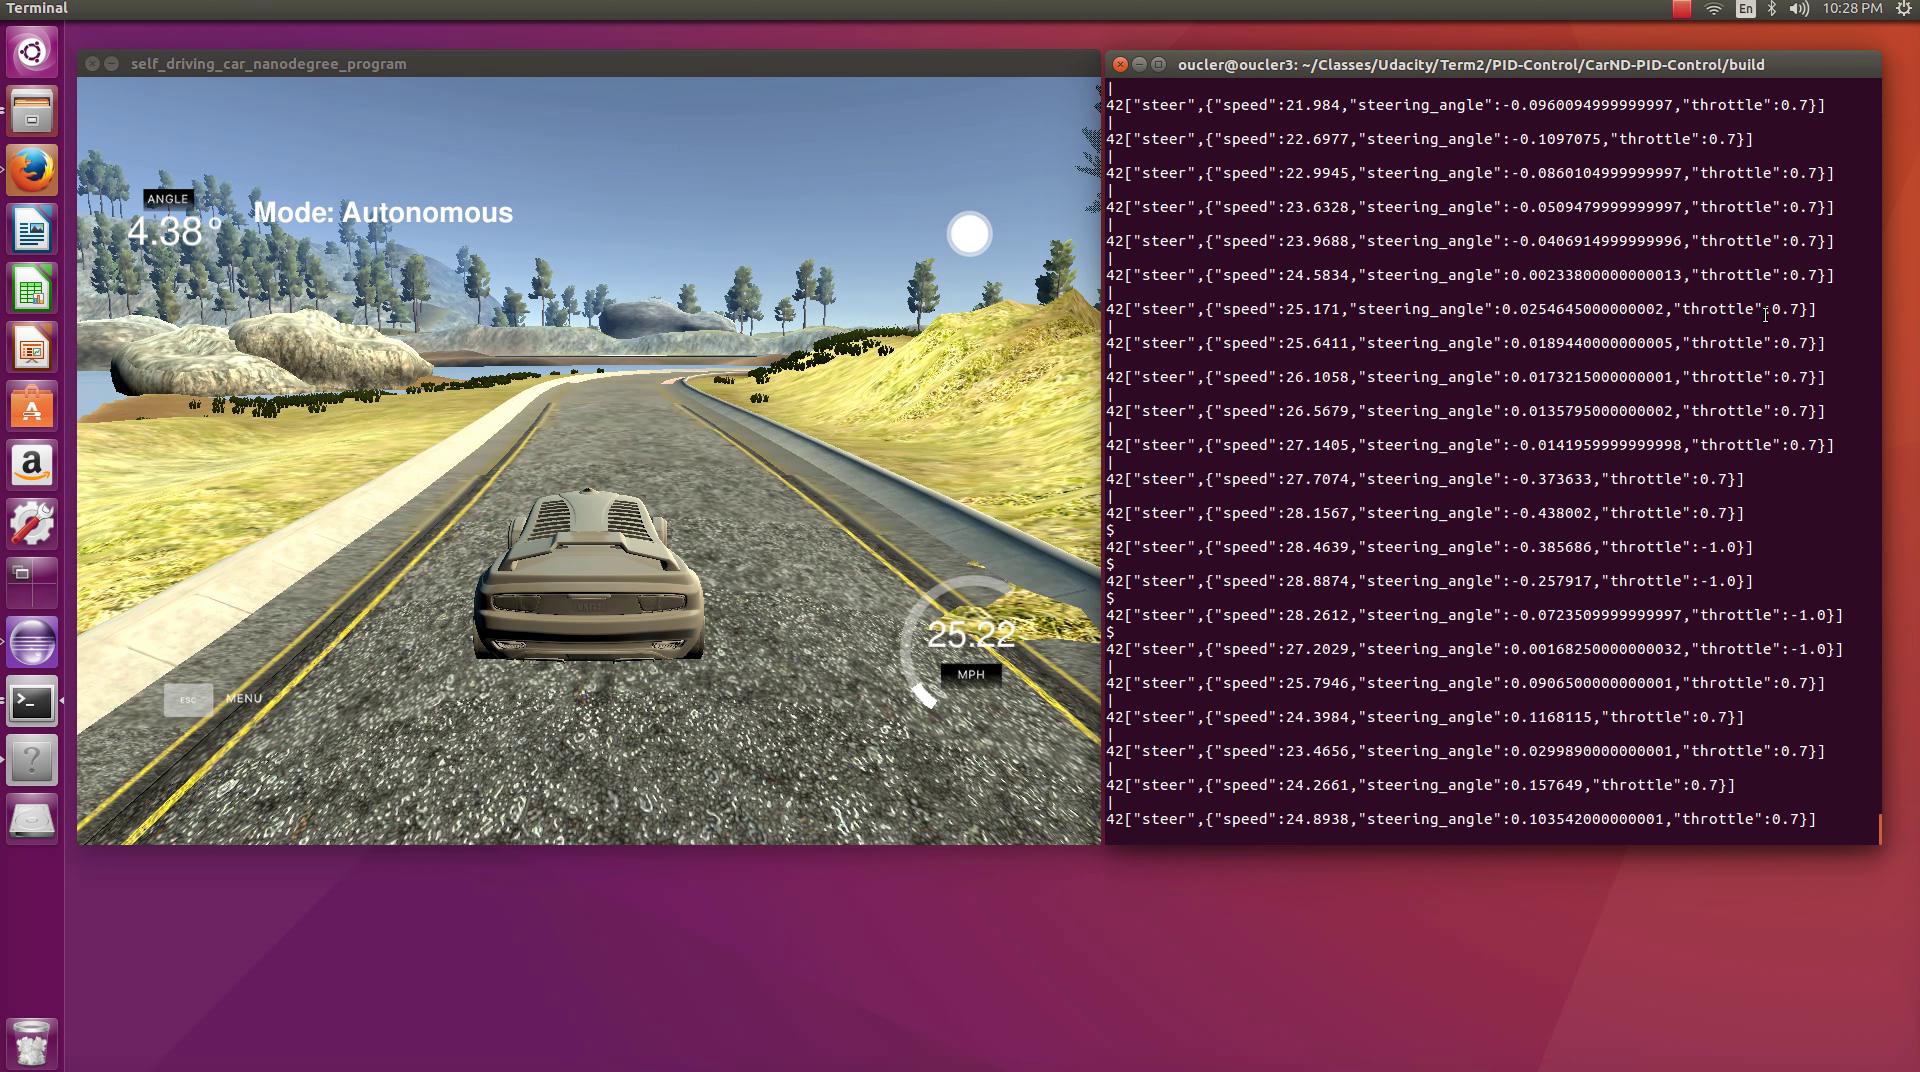 Terminal
En
10:28 PM
self_driving_car_nanodegree_program
ANGLE
4.38°
Mode: Autonomous
25.22
MPH
ESC
MENU
a
>_
?
oucler@oucler3: ~/Classes/Udacity/Term2/PID-Control/CarND-PID-Control/build
|
42["steer",{"speed":21.984,"steering_angle":-0.0960094999999997,"throttle":0.7}]
|
42["steer",{"speed":22.6977,"steering_angle":-0.1097075,"throttle":0.7}]
|
42["steer",{"speed":22.9945,"steering_angle":-0.0860104999999997,"throttle":0.7}]
|
42["steer",{"speed":23.6328,"steering_angle":-0.0509479999999997,"throttle":0.7}]
|
42["steer",{"speed":23.9688,"steering_angle":-0.0406914999999996,"throttle":0.7}]
|
42["steer",{"speed":24.5834,"steering_angle":0.00233800000000013,"throttle":0.7}]
|
42["steer",{"speed":25.171,"steering_angle":0.0254645000000002,"throttle":0.7}]
|
42["steer",{"speed":25.6411,"steering_angle":0.0189440000000005,"throttle":0.7}]
|
42["steer",{"speed":26.1058,"steering_angle":0.0173215000000001,"throttle":0.7}]
|
42["steer",{"speed":26.5679,"steering_angle":0.0135795000000002,"throttle":0.7}]
|
42["steer",{"speed":27.1405,"steering_angle":-0.0141959999999998,"throttle":0.7}]
|
42["steer",{"speed":27.7074,"steering_angle":-0.373633,"throttle":0.7}]
|
42["steer",{"speed":28.1567,"steering_angle":-0.438002,"throttle":0.7}]
$
42["steer",{"speed":28.4639,"steering_angle":-0.385686,"throttle":-1.0}]
$
42["steer",{"speed":28.8874,"steering_angle":-0.257917,"throttle":-1.0}]
$
42["steer",{"speed":28.2612,"steering_angle":-0.0723509999999997,"throttle":-1.0}]
$
42["steer",{"speed":27.2029,"steering_angle":0.00168250000000032,"throttle":-1.0}]
|
42["steer",{"speed":25.7946,"steering_angle":0.0906500000000001,"throttle":0.7}]
|
42["steer",{"speed":24.3984,"steering_angle":0.1168115,"throttle":0.7}]
|
42["steer",{"speed":23.4656,"steering_angle":0.0299890000000001,"throttle":0.7}]
|
42["steer",{"speed":24.2661,"steering_angle":0.157649,"throttle":0.7}]
|
42["steer",{"speed":24.8938,"steering_angle":0.103542000000001,"throttle":0.7}]